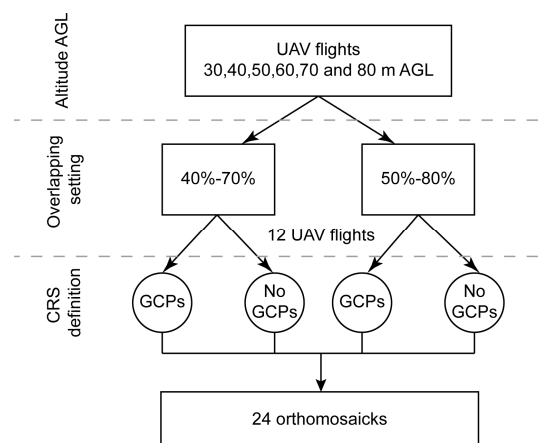 Altitude AGL
UAV flights
30,40,50,60,70 and 80 m AGL
Overlapping
setting
40%-70%
50%-80%
12 UAV flights
CRS
definition
GCPs
No
GCPs
GCPs
No
GCPs
24 orthomosaicks